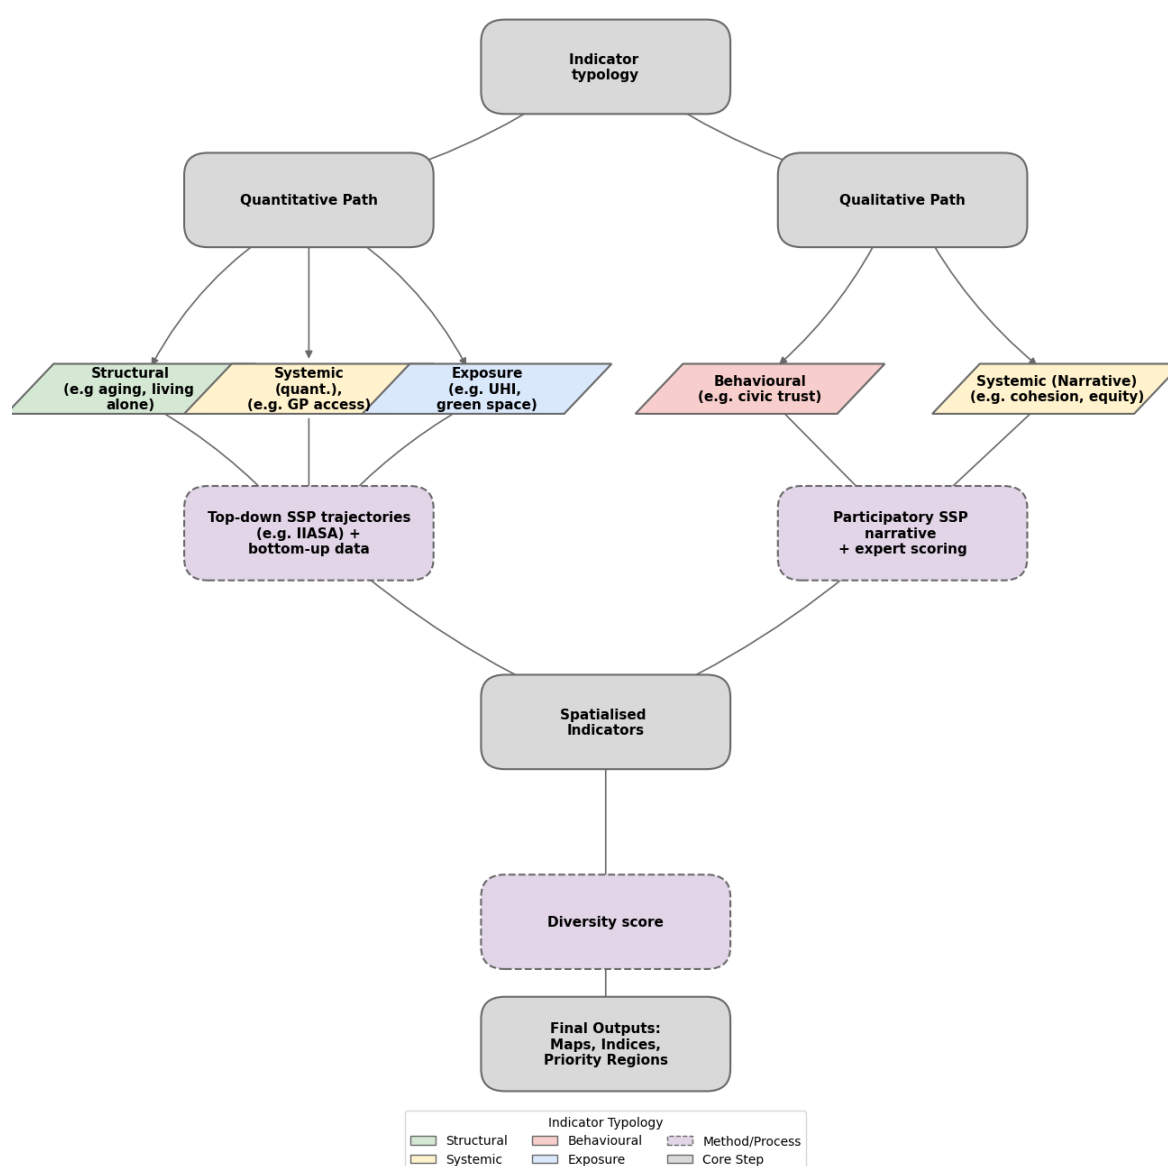 Indicator
typology
Quantitative Path
Qualitative Path
Structural
(e.g aging, living
alone)
Systemic
(quant.),
(e.g. GP access)
Exposure
(e.g. UHI,
green space)
Behavioural
(e.g. civic trust)
Systemic (Narrative)
(e.g. cohesion, equity)
Top-down SSP trajectories
(e.g. IIASA) +
bottom-up data
Participatory SSP
narrative
+ expert scoring
Spatialised
Indicators
Diversity score
Final Outputs:
Maps, Indices,
Priority Regions
Indicator Typology
Structural
Behavioural
Method/Process
Systemic
Exposure
Core Step